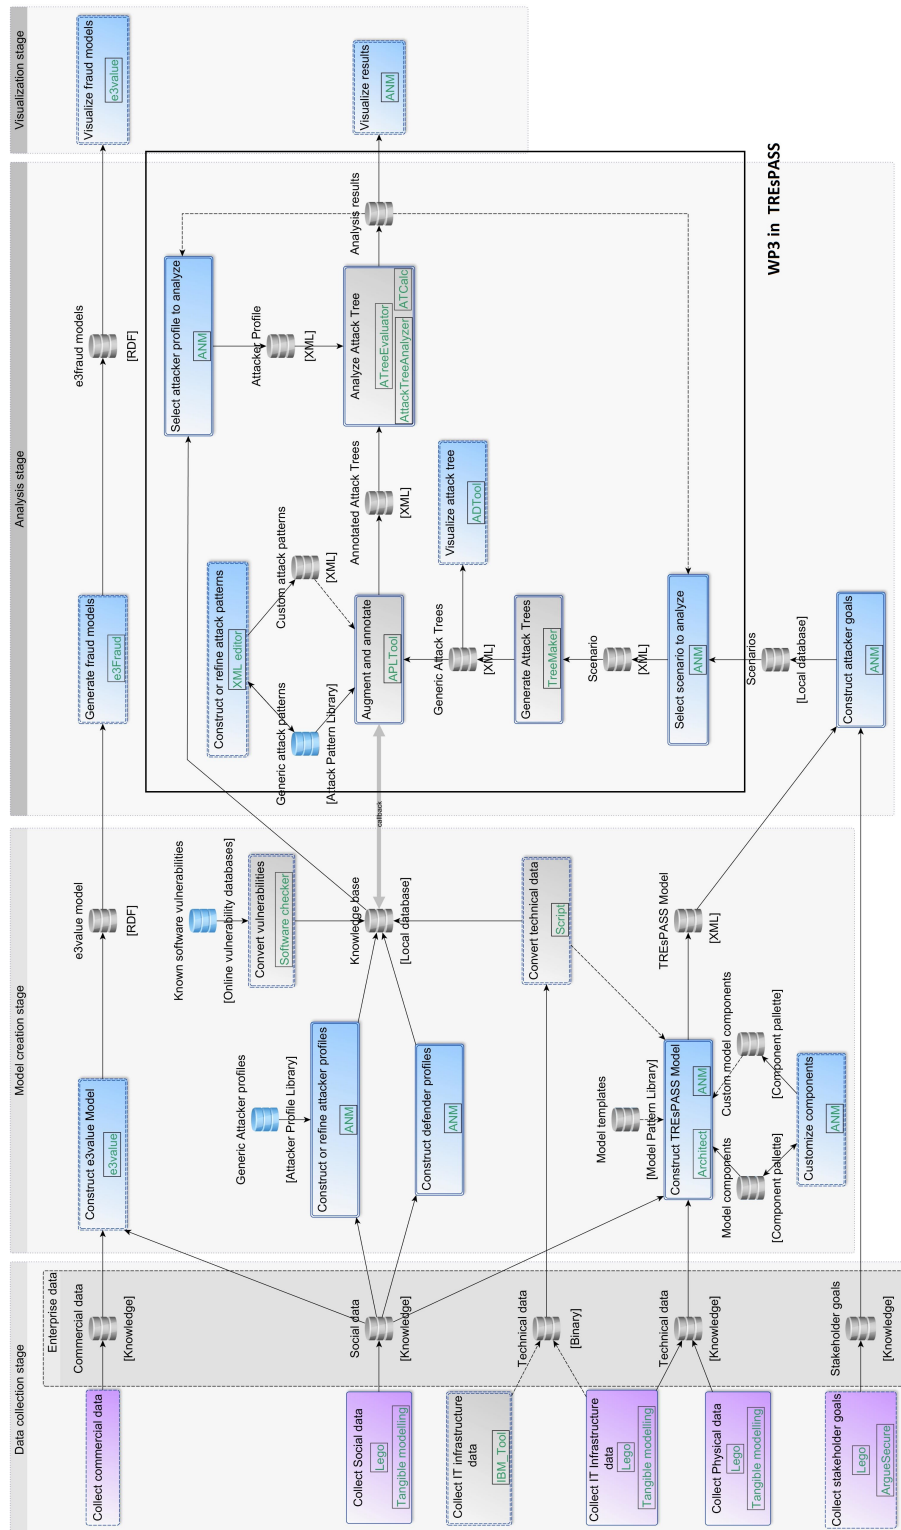 Data collection stage
Enterprise data
Collect commercial data
Commercial data
[Knowledge]
Collect Social data
Lego
Tangible modelling
Social data
[Knowledge]
Collect IT infrastructure
data
IBM_Tool
Technical data
[Binary]
Collect IT Infrastructure
data
Lego
Tangible modelling
Technical data
[Knowledge]
Collect Physical data
Lego
Tangible modelling
Collect stakeholder goals
Lego
ArgueSecure
Stakeholder goals
[Knowledge]
Model creation stage
Construct e3value Model
e3value
e3value model
[RDF]
Known software vulnerabilities
[Online vulnerability databases]
Convert vulnerabilities
Software checker
Generic Attacker profiles
[Attacker Profile Library]
Construct or refine attacker profiles
ANM
Knowledge base
[Local database]
Construct defender profiles
ANM
Convert technical data
Script
Model templates
[Model Pattern Library]
Construct TREsPASS Model
Architect
ANM
TREsPASS Model
[XML]
Model components
[Component pallette]
Custom model components
[Component pallette]
Customize components
ANM
Analysis stage
Generate fraud models
e3Fraud
e3fraud models
[RDF]
Select attacker profile to analyze
ANM
Construct or refine attack patterns
XML editor
Attacker Profile
[XML]
Generic attack patterns
[Attack Pattern Library]
Custom attack patterns
[XML]
callback
Augment and annotate
APLTool
Annotated Attack Trees
[XML]
Analyze Attack Tree
ATreeEvaluator
AttackTreeAnalyzer
ATCalc
Analysis results
Generic Attack Trees
[XML]
Visualize attack tree
ADTool
Generate Attack Trees
TreeMaker
Scenario
[XML]
Select scenario to analyze
ANM
Scenarios
[Local database]
Construct attacker goals
ANM
WP3 in TREsPASS
Visualization stage
Visualize fraud models
e3value
Visualize results
ANM